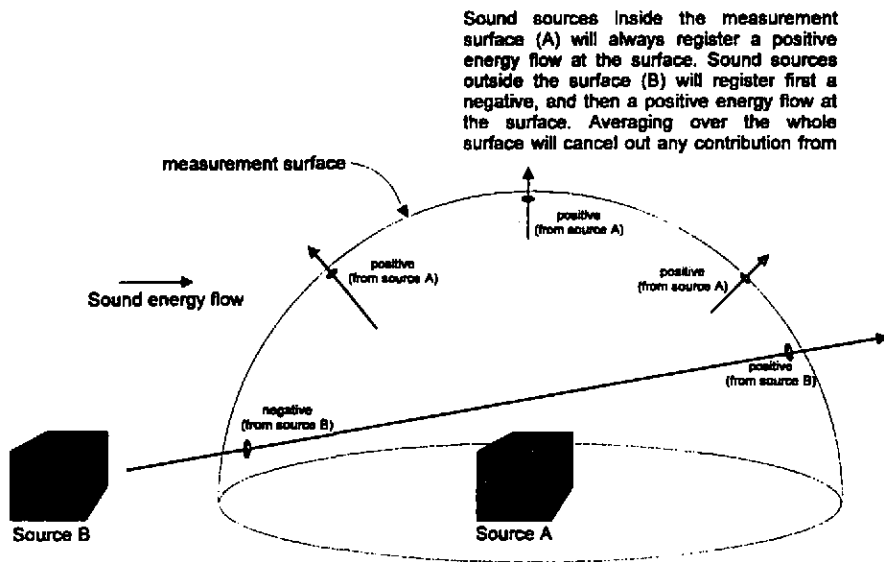 Sound sources inside the measurement
surface (A) will always register a positive
energy flow at the surface. Sound sources
outside the surface (B) will register first a
negative, and then a positive energy flow at
the surface. Averaging over the whole
surface will cancel out any contribution from
measurement surface
positive
(from source A)
positive
(from source A)
positive
(from source A)
Sound energy flow
positive
(from source B)
negative
(from source B)
Source B
Source A